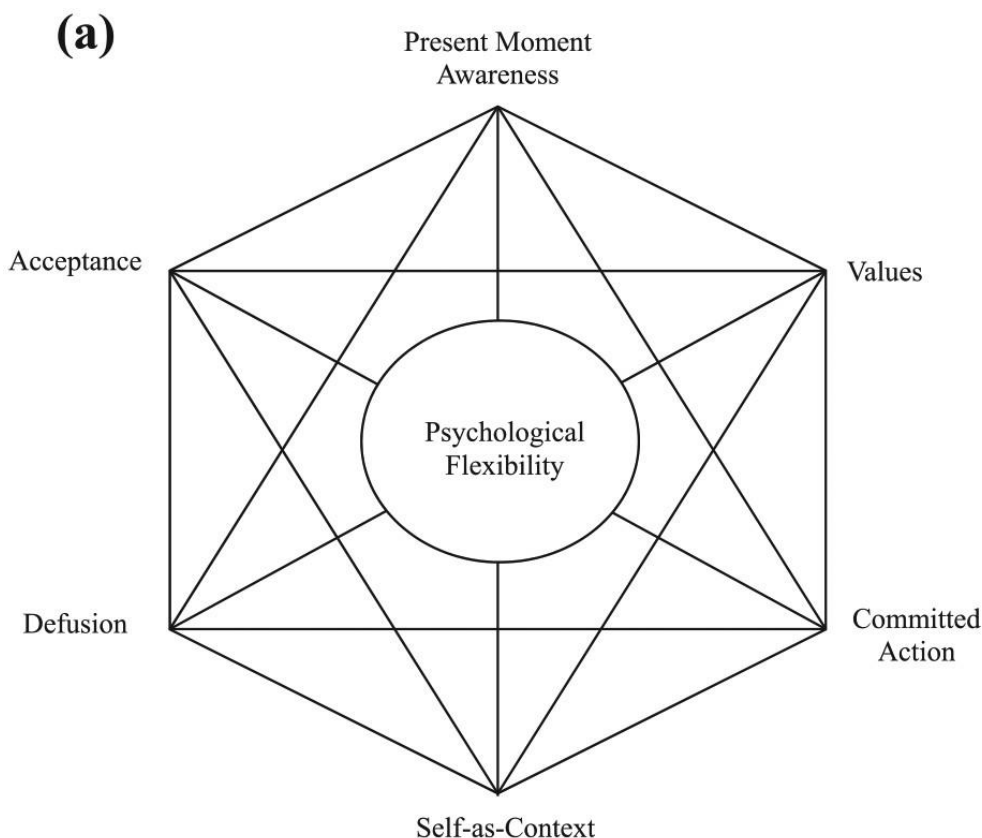 (a)
Present Moment
Awareness
Acceptance
Values
Psychological
Flexibility
Defusion
Committed
Action
Self-as-Context